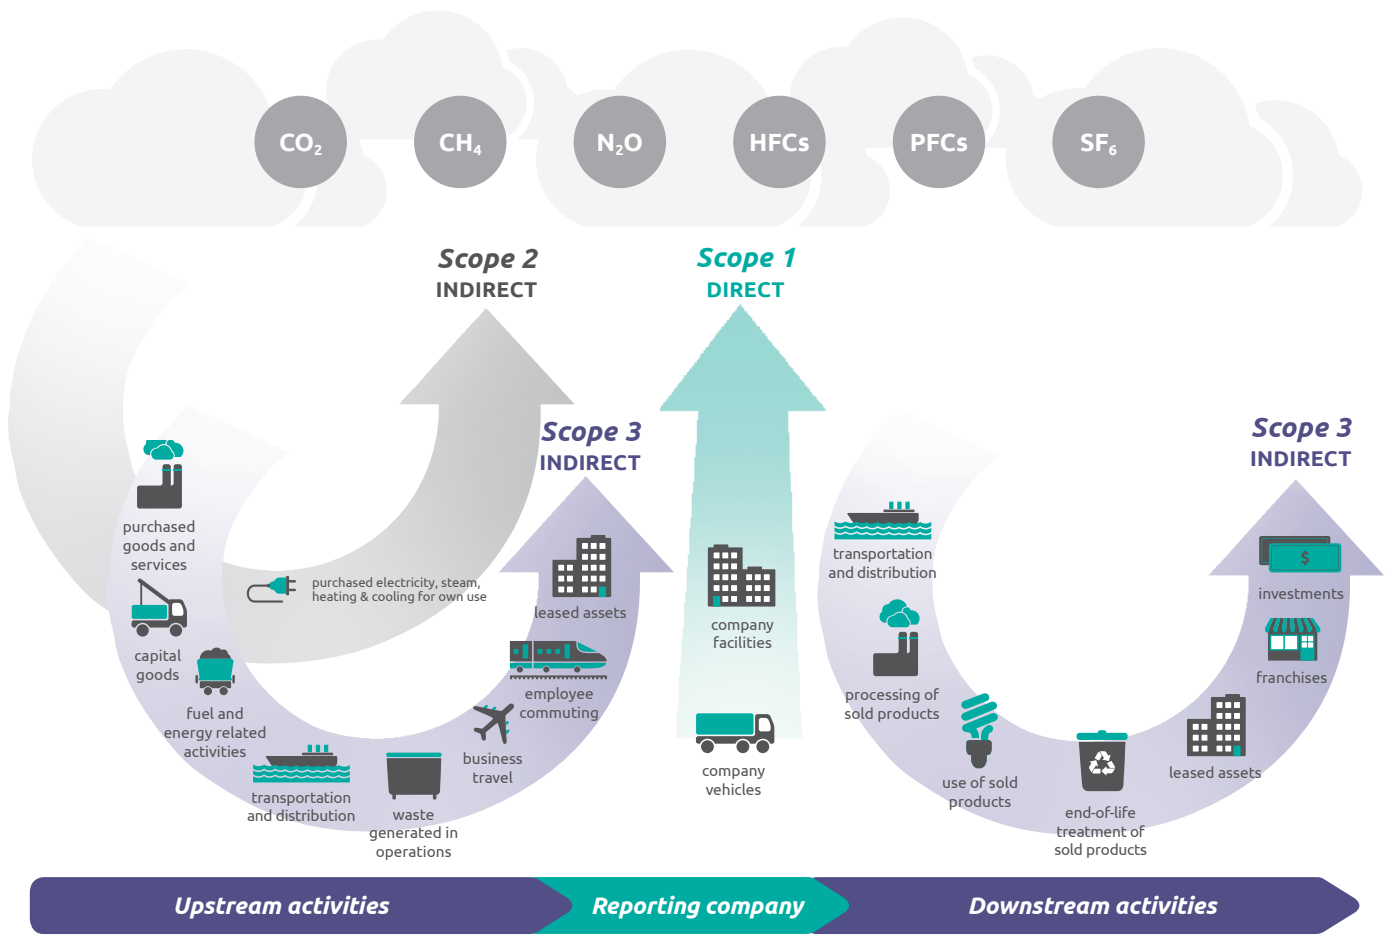 CO₂
CH₄
N₂O
HFCs
PFCs
SF₆
Scope 2
INDIRECT
Scope 1
DIRECT
Scope 3
INDIRECT
Scope 3
INDIRECT
purchased
goods and
services
capital
goods
fuel and
energy related
activities
transportation
and distribution
waste
generated in
operations
business
travel
employee
commuting
leased assets
purchased electricity, steam,
heating & cooling for own use
company
facilities
company
vehicles
transportation
and distribution
processing of
sold products
use of sold
products
end-of-life
treatment of
sold products
leased assets
franchises
$
investments
Upstream activities
Reporting company
Downstream activities